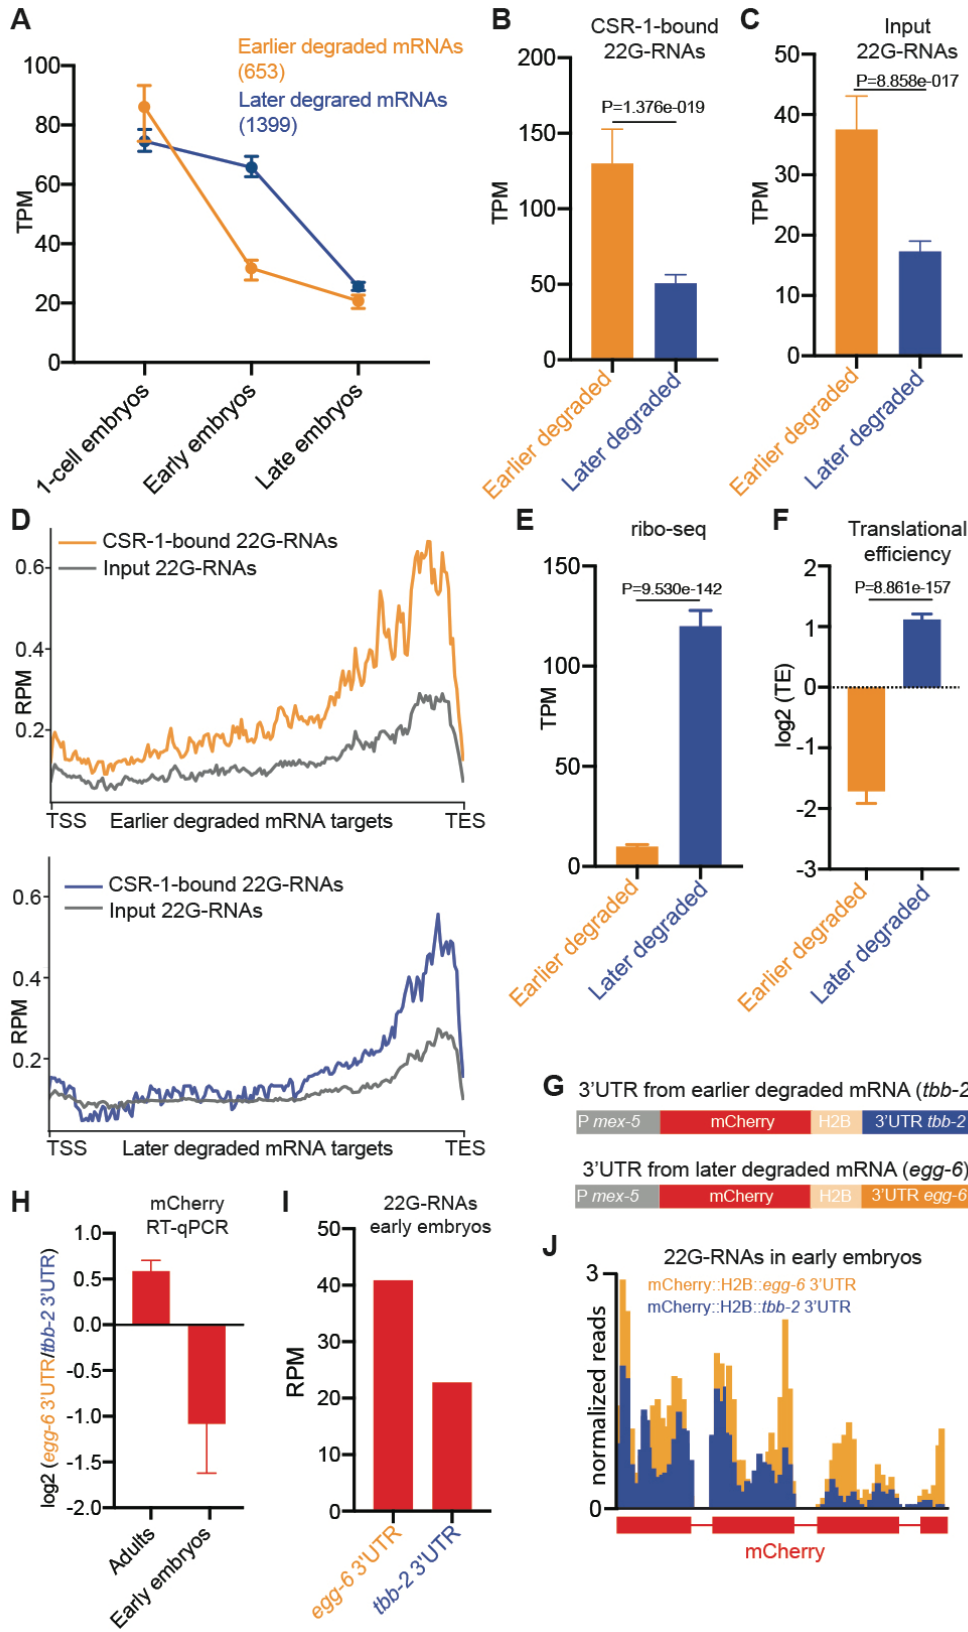 A
Earlier degraded mRNAs
(653)
Later degrared mRNAs
(1399)
100
80
60
40
20
0
TPM
1-cell embryos
Early embryos
Late embryos
B
CSR-1-bound
22G-RNAs
200
150
100
50
0
TPM
P=1.376e-019
Earlier degraded
Later degraded
C
Input
22G-RNAs
50
40
30
20
10
0
TPM
P=8.858e-017
Earlier degraded
Later degraded
D
CSR-1-bound 22G-RNAs
Input 22G-RNAs
0.6
0.4
0.2
RPM
TSS Earlier degraded mRNA targets TES
CSR-1-bound 22G-RNAs
Input 22G-RNAs
0.6
0.4
0.2
RPM
TSS Later degraded mRNA targets TES
E
ribo-seq
150
100
50
0
TPM
P=9.530e-142
Earlier degraded
Later degraded
F
Translational
efficiency
2
1
0
-1
-2
-3
log2 (TE)
P=8.861e-157
Earlier degraded
Later degraded
G
3'UTR from earlier degraded mRNA (tbb-2
P mex-5 mCherry H2B 3'UTR tbb-2
3'UTR from later degraded mRNA (egg-6)
P mex-5 mCherry H2B 3'UTR egg-6
H
mCherry
RT-qPCR
1.0
0.5
0.0
-0.5
-1.0
-1.5
-2.0
log2 (egg-6 3'UTR/tbb-2 3'UTR)
Adults
Early embryos
I
22G-RNAs
early embryos
50
40
30
20
10
0
RPM
egg-6 3'UTR
tbb-2 3'UTR
J
22G-RNAs in early embryos
mCherry::H2B::egg-6 3'UTR
mCherry::H2B::tbb-2 3'UTR
3
0
normalized reads
mCherry